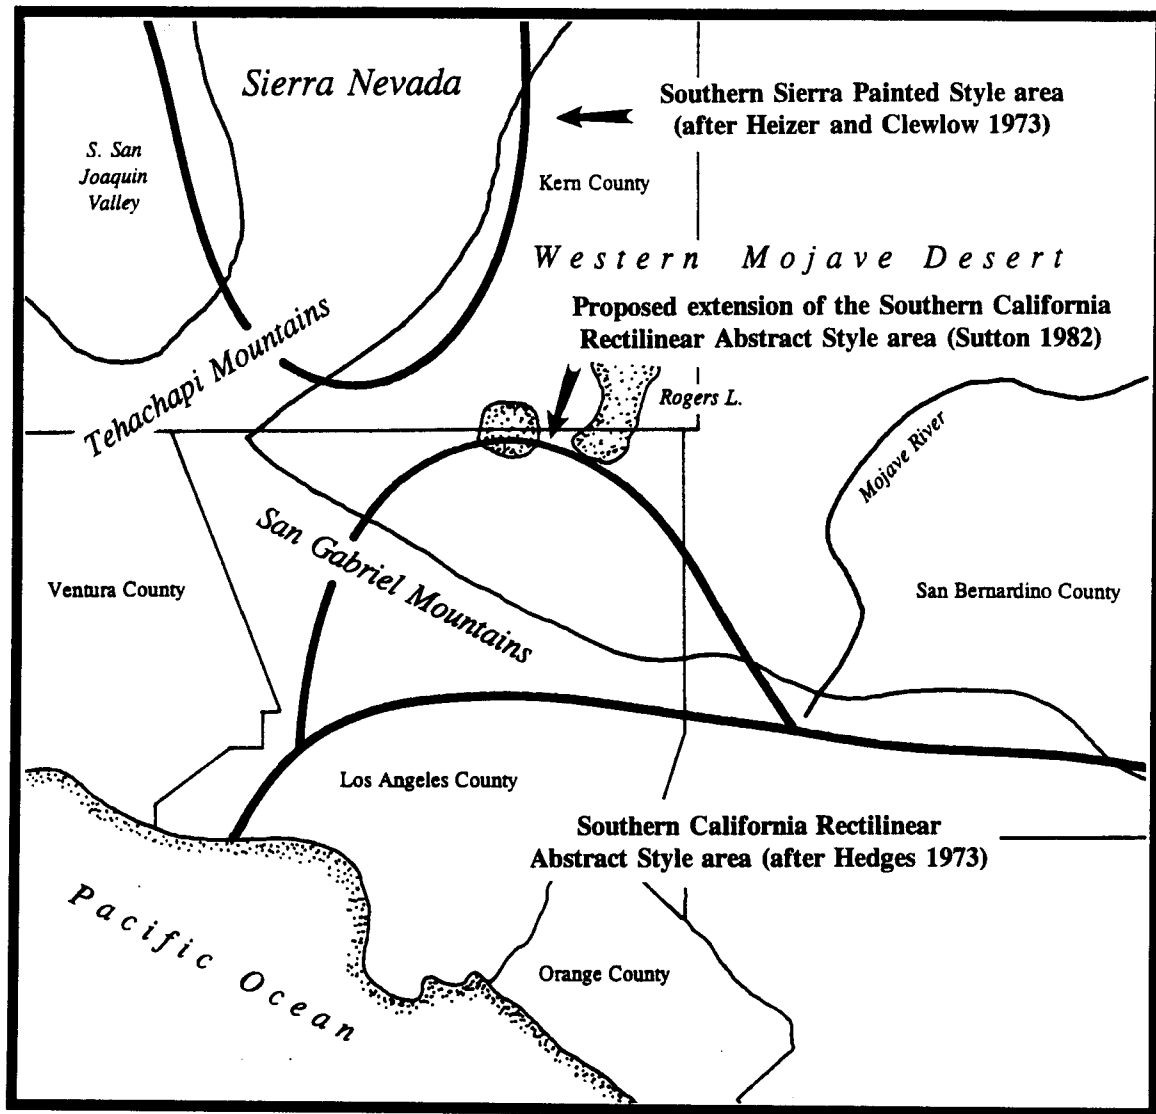 Sierra Nevada
Southern Sierra Painted Style area
(after Heizer and Clewlow 1973)
S. San
Joaquin
Valley
Kern County
Western Mojave Desert
Proposed extension of the Southern California
Rectilinear Abstract Style area (Sutton 1982)
Tehachapi Mountains
Rogers L.
Mojave River
San Gabriel Mountains
Ventura County
San Bernardino County
Los Angeles County
Southern California Rectilinear
Abstract Style area (after Hedges 1973)
Pacific Ocean
Orange County